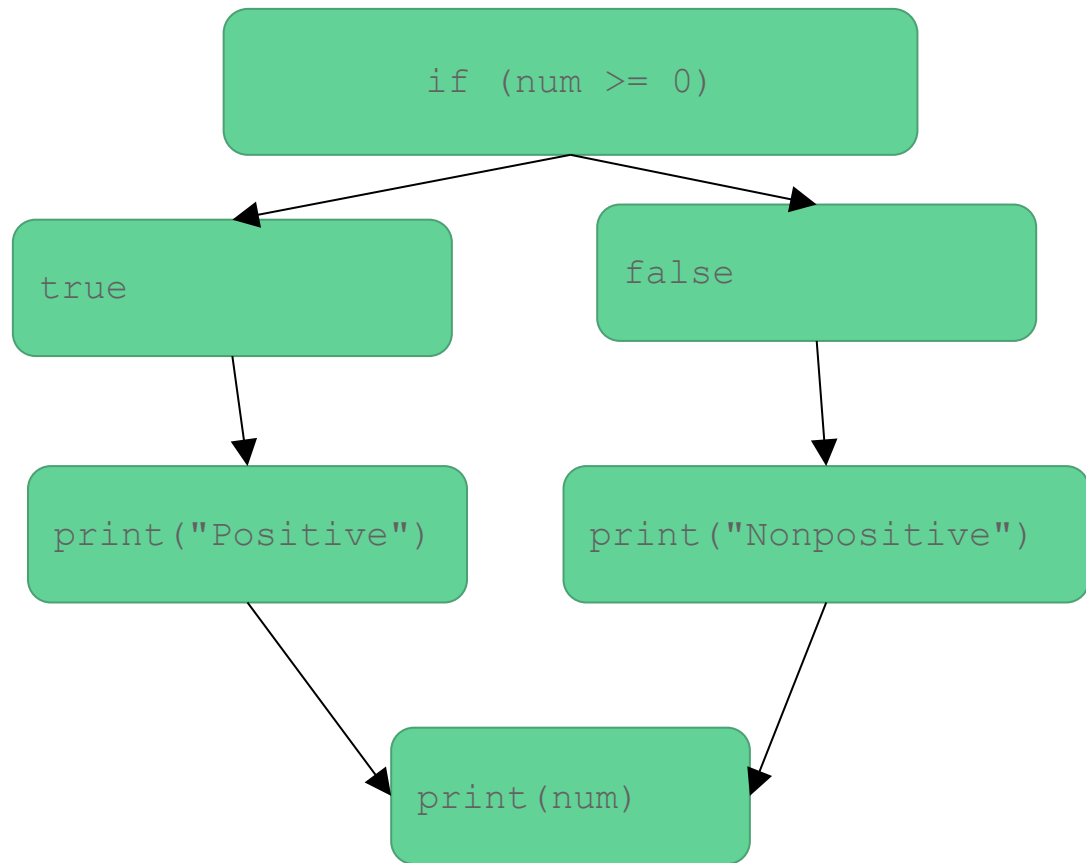 if (num >= 0)
true
false
print("Positive")
print("Nonpositive")
print(num)